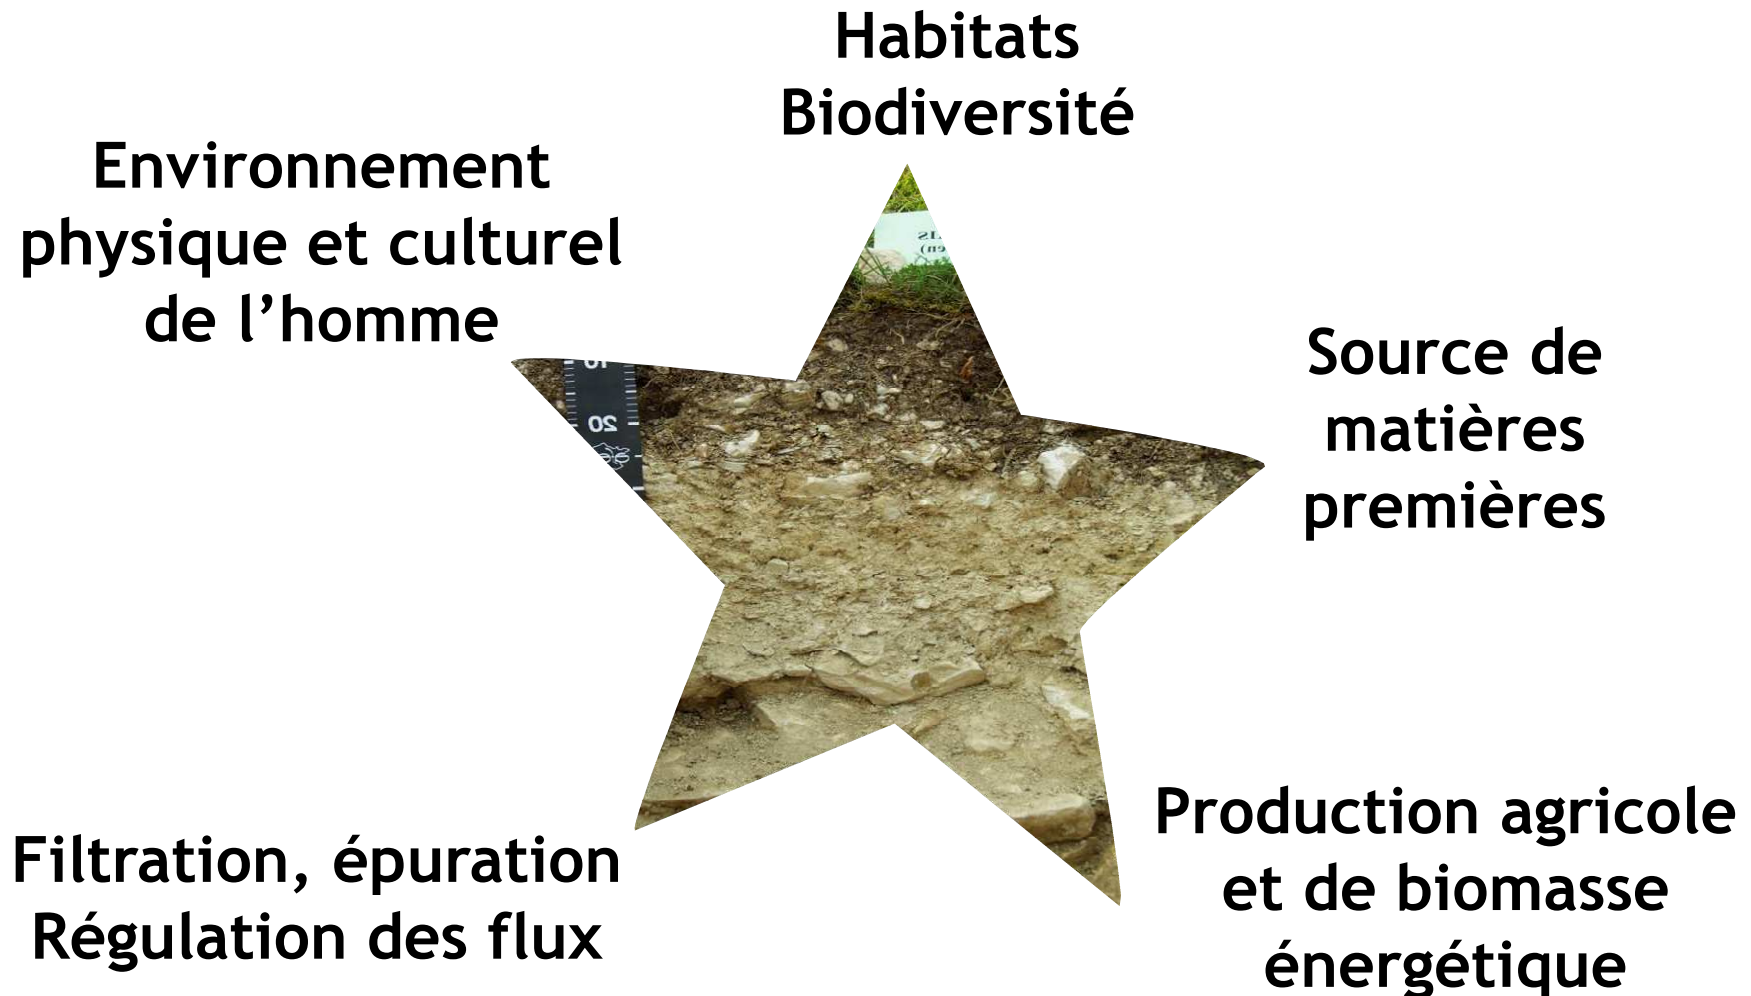 Habitats
Biodiversité
Environnement
physique et culturel
de l’homme
Source de
matières
premières
Production agricole
et de biomasse
énergétique
Filtration, épuration
Régulation des flux
20